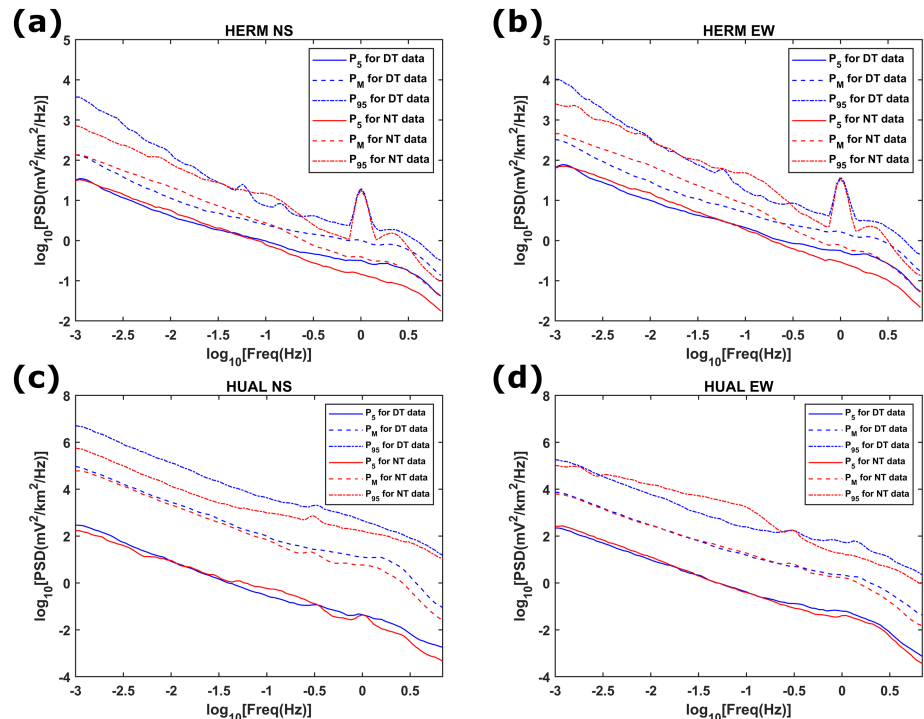 (a)
HERM NS
P5 for DT data
PM for DT data
P95 for DT data
P5 for NT data
PM for NT data
P95 for NT data
log10[PSD(mV2/km2/Hz)]
5
4
3
2
1
0
-1
-2
-3 -2.5 -2 -1.5 -1 -0.5 0 0.5
log10[Freq(Hz)]
(b)
HERM EW
P5 for DT data
PM for DT data
P95 for DT data
P5 for NT data
PM for NT data
P95 for NT data
log10[PSD(mV2/km2/Hz)]
5
4
3
2
1
0
-1
-2
-3 -2.5 -2 -1.5 -1 -0.5 0 0.5
log10[Freq(Hz)]
(c)
HUAL NS
P5 for DT data
PM for DT data
P95 for DT data
P5 for NT data
PM for NT data
P95 for NT data
log10[PSD(mV2/km2/Hz)]
8
6
4
2
0
-2
-4
-3 -2.5 -2 -1.5 -1 -0.5 0 0.5
log10[Freq(Hz)]
(d)
HUAL EW
P5 for DT data
PM for DT data
P95 for DT data
P5 for NT data
PM for NT data
P95 for NT data
log10[PSD(mV2/km2/Hz)]
8
6
4
2
0
-2
-4
-3 -2.5 -2 -1.5 -1 -0.5 0 0.5
log10[Freq(Hz)]